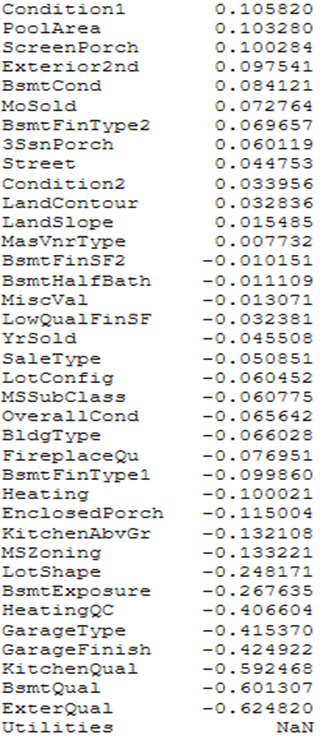 Condition1 0.105820
PoolArea 0.103280
ScreenPorch 0.100284
Exterior2nd 0.097541
BsmtCond 0.084121
MoSold 0.072764
BsmtFinType2 0.069657
3SsnPorch 0.060119
Street 0.044753
Condition2 0.033956
LandContour 0.032836
LandSlope 0.015485
MasVnrType 0.007732
BsmtFinSF2 -0.010151
BsmtHalfBath -0.011109
MiscVal -0.013071
LowQualFinSF -0.032381
YrSold -0.045508
SaleType -0.050851
LotConfig -0.060452
MSSubClass -0.060775
OverallCond -0.065642
BldgType -0.066028
FireplaceQu -0.076951
BsmtFinType1 -0.099860
Heating -0.100021
EnclosedPorch -0.115004
KitchenAbvGr -0.132108
MSZoning -0.133221
LotShape -0.248171
BsmtExposure -0.267635
HeatingQC -0.406604
GarageType -0.415370
GarageFinish -0.424922
KitchenQual -0.592468
BsmtQual -0.601307
ExterQual -0.624820
Utilities NaN